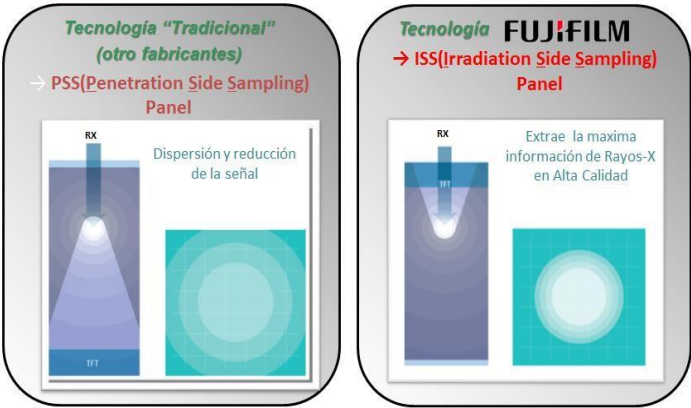 Tecnología “Tradicional”
(otro fabricantes)
→ PSS(Penetration Side Sampling)
Panel
RX
Dispersión y reducción
de la señal
TFT
Tecnología FUJIFILM
→ ISS(Irradiation Side Sampling)
Panel
RX
Extrae la maxima
información de Rayos-X
en Alta Calidad
TFT